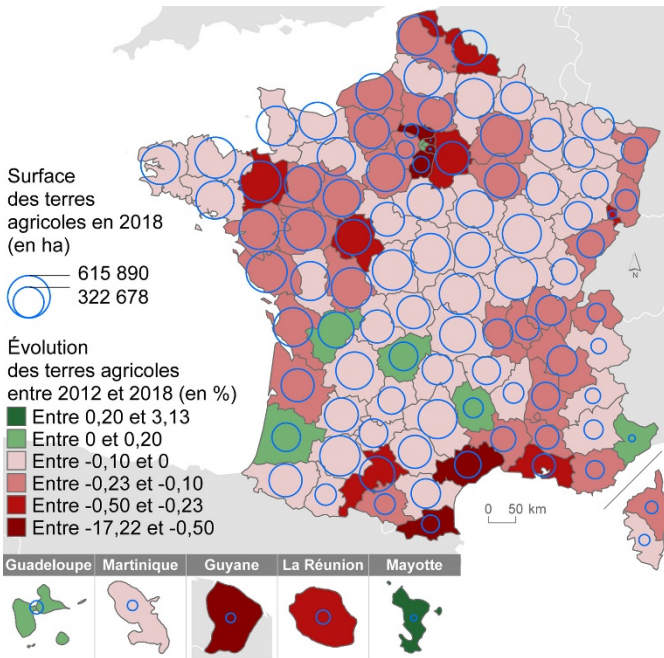 Surface
des terres
agricoles en 2018
(en ha)
615 890
322 678
Évolution
des terres agricoles
entre 2012 et 2018 (en %)
Entre 0,20 et 3,13
Entre 0 et 0,20
Entre -0,10 et 0
Entre -0,23 et -0,10
Entre -0,50 et -0,23
Entre -17,22 et -0,50
N
0 50 km
Guadeloupe Martinique Guyane La Réunion Mayotte